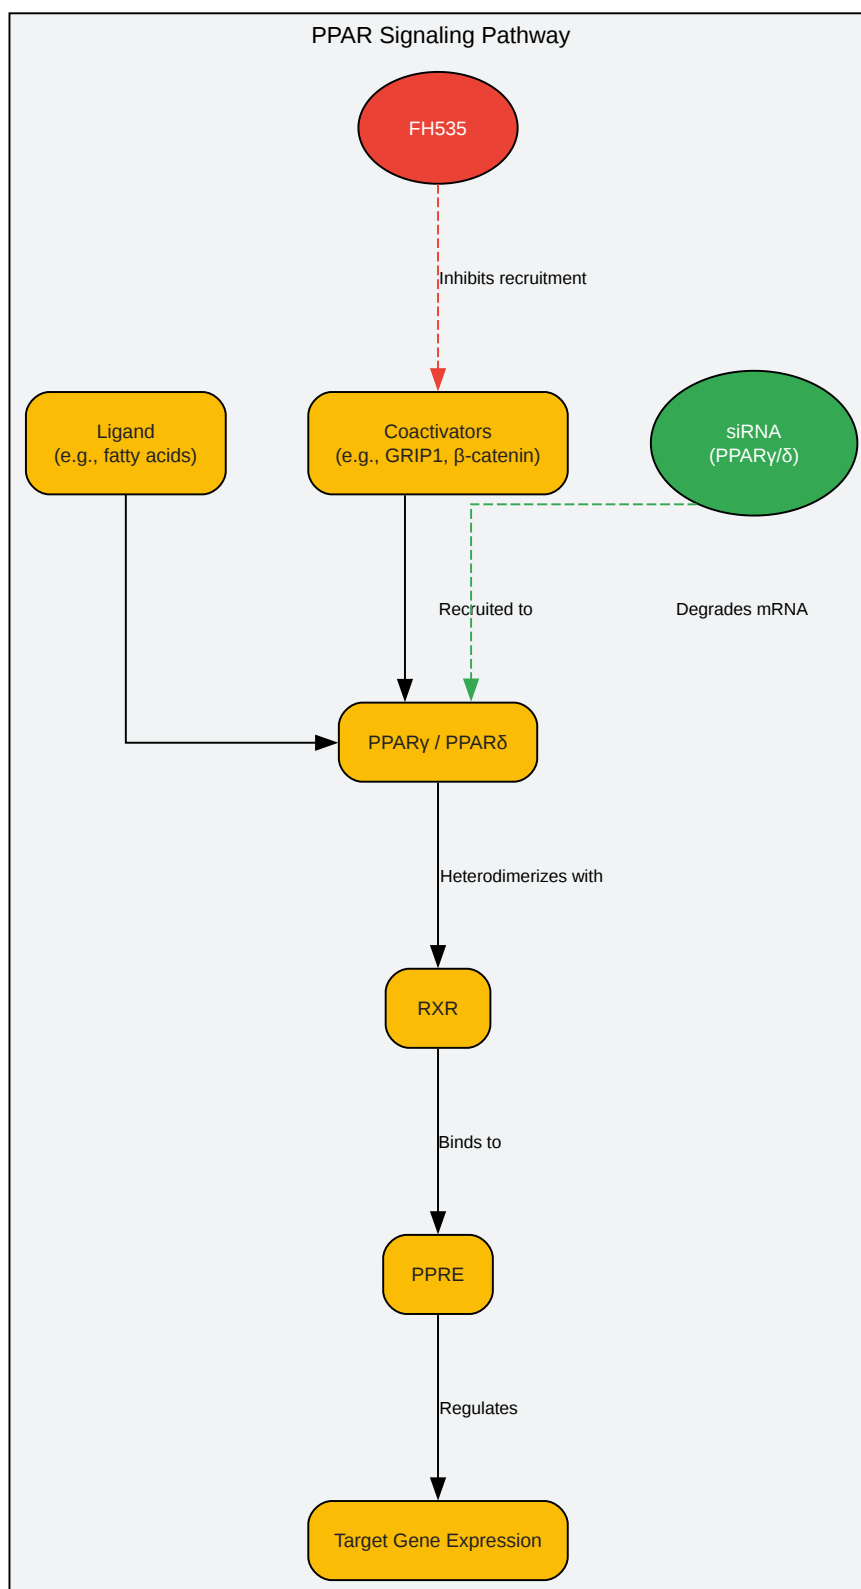 PPAR Signaling Pathway
FH535
Inhibits recruitment
Ligand
(e.g., fatty acids)
Coactivators
(e.g., GRIP1, β-catenin)
siRNA
(PPARγ/δ)
Recruited to
Degrades mRNA
PPARγ / PPARδ
Heterodimerizes with
RXR
Binds to
PPRE
Regulates
Target Gene Expression